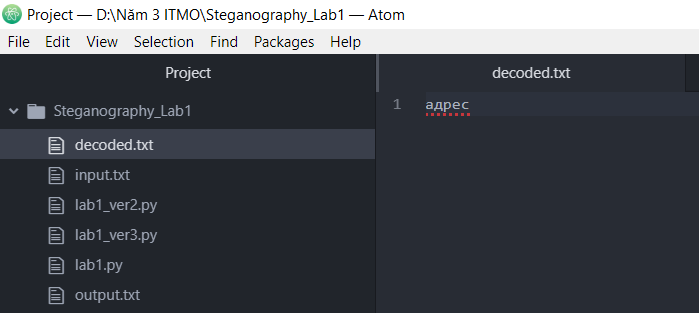 Project — D:\Năm 3 ITMO\Steganography_Lab1 — Atom
File Edit View Selection Find Packages Help
Project
Steganography_Lab1
decoded.txt
input.txt
lab1_ver2.py
lab1_ver3.py
lab1.py
output.txt
decoded.txt
1 адрес